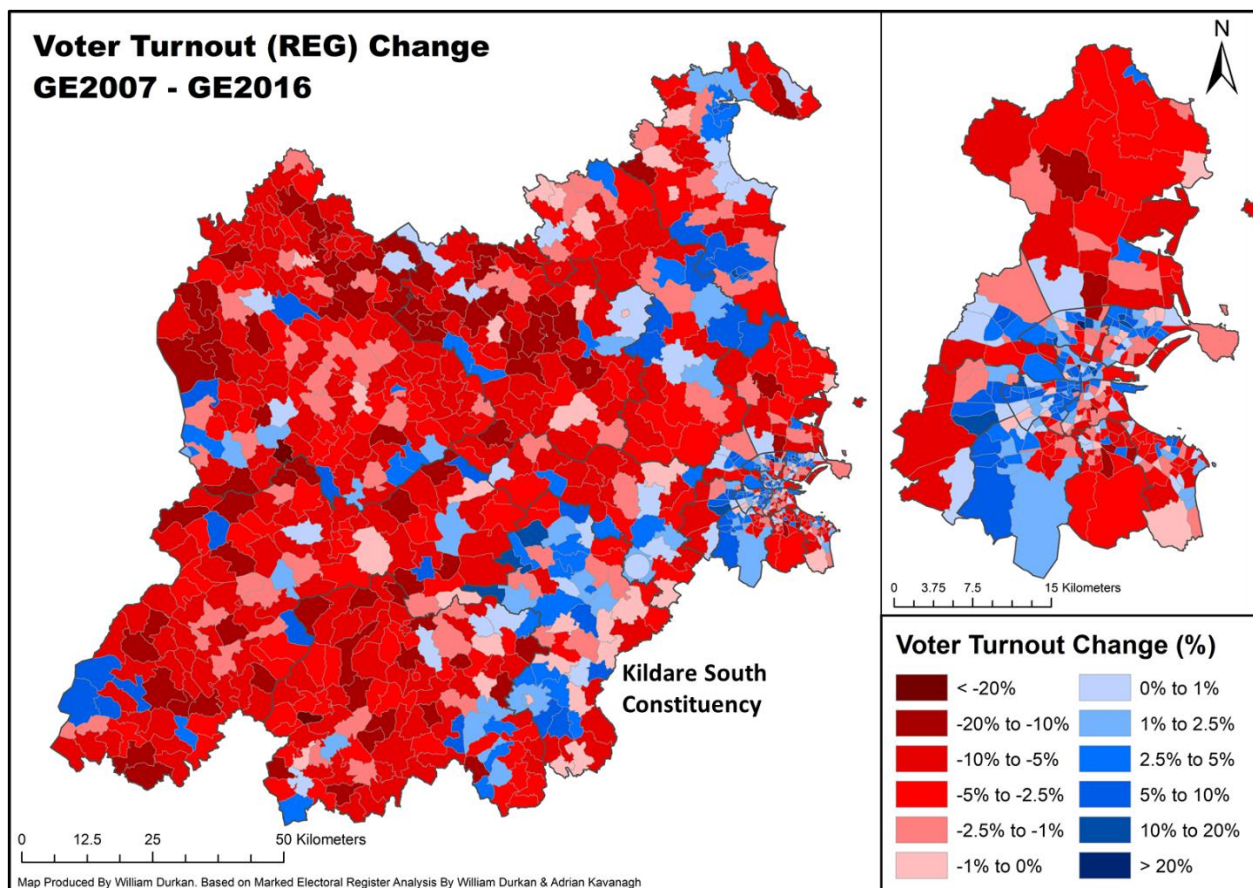 Voter Turnout (REG) Change
GE2007 - GE2016
N
Kildare South
Constituency
0 12.5 25 50 Kilometers
Map Produced By William Durkan. Based on Marked Electoral Register Analysis By William Durkan & Adrian Kavanagh
0 3.75 7.5 15 Kilometers
Voter Turnout Change (%)
< -20%
-20% to -10%
-10% to -5%
-5% to -2.5%
-2.5% to -1%
-1% to 0%
0% to 1%
1% to 2.5%
2.5% to 5%
5% to 10%
10% to 20%
> 20%